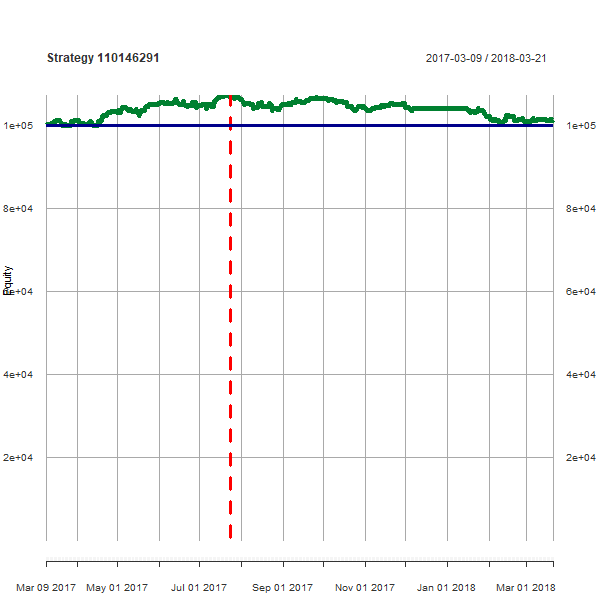 Strategy 110146291 2017-03-09 / 2018-03-21
1e+05 1e+05
8e+04 8e+04
Equity
6e+04 6e+04
4e+04 4e+04
2e+04 2e+04
Mar 09 2017 May 01 2017 Jul 01 2017 Sep 01 2017 Nov 01 2017 Jan 01 2018 Mar 01 2018